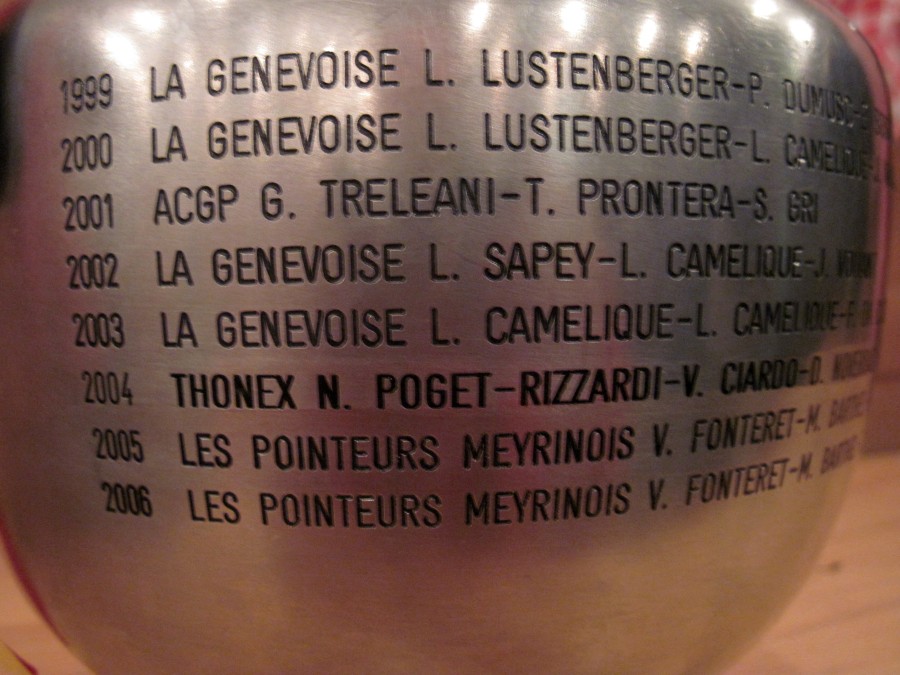 1999 LA GENEVOISE L. LUSTENBERGER-P. DUMUSC-
2000 LA GENEVOISE L. LUSTENBERGER-L. CAMELIQUE-
2001 ACGP G. TRELEANI-T. PRONTERA-S. GRI
2002 LA GENEVOISE L. SAPEY-L. CAMELIQUE-J.
2003 LA GENEVOISE L. CAMELIQUE-L. CAMELIQUE-F.
2004 THONEX N. POGET-RIZZARDI-V. CIARDO-D.
2005 LES POINTEURS MEYRINOIS V. FONTERET-M.
2006 LES POINTEURS MEYRINOIS V. FONTERET-M.